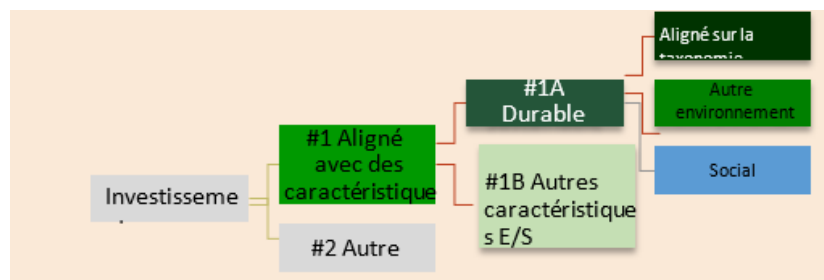 Investisseme
#1 Aligné
avec des
caractéristique
#2 Autre
#1A
Durable
#1B Autres
caractéristique
s E/S
Aligné sur la
taxonomie
Autre
environnement
Social